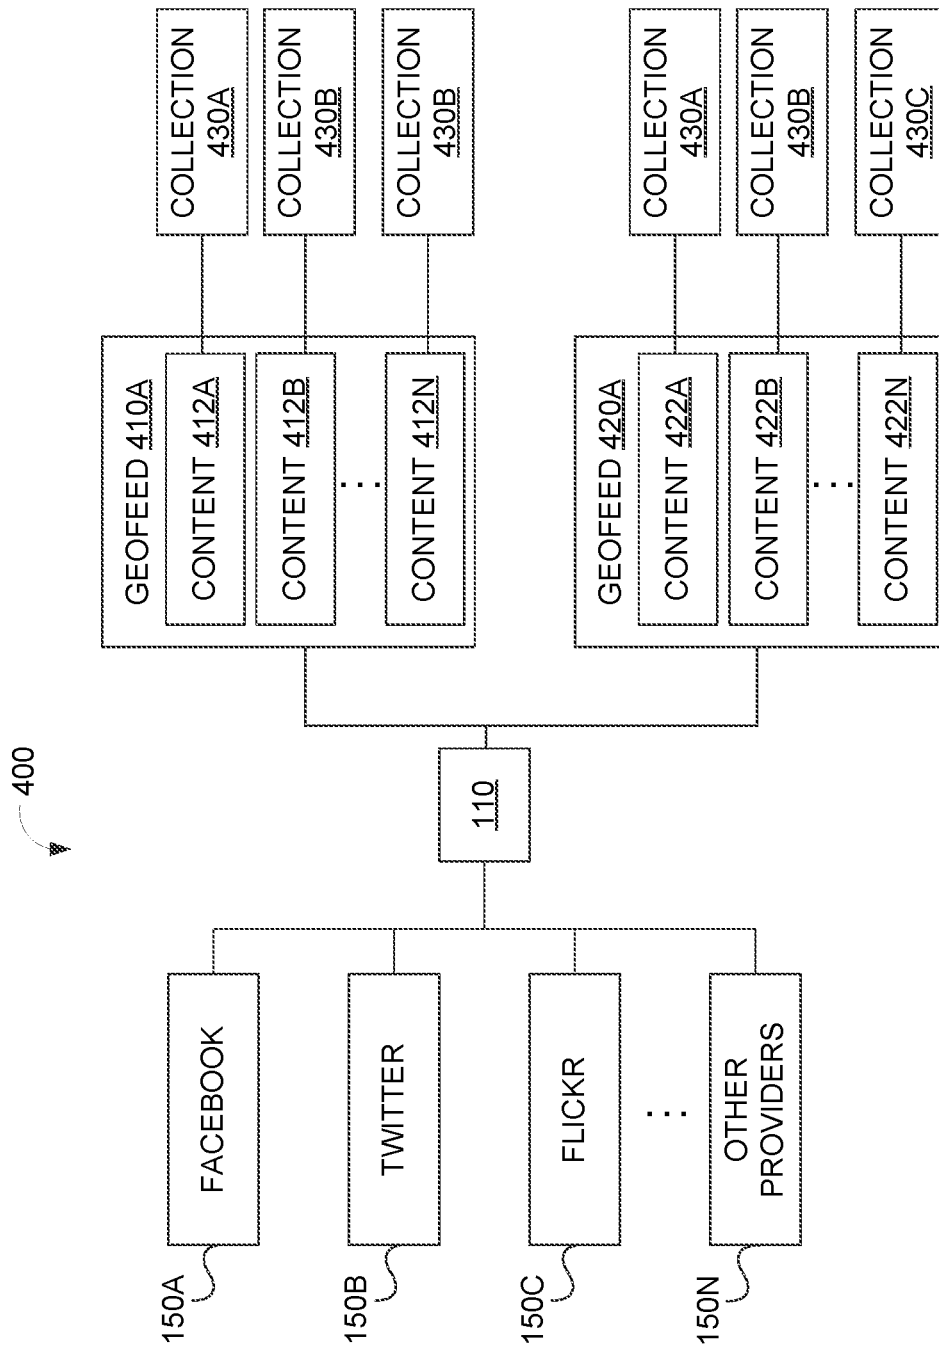 400
150A
FACEBOOK
150B
TWITTER
150C
FLICKR
. . .
150N
OTHER
PROVIDERS
110
GEOFEED 410A
CONTENT 412A
CONTENT 412B
. . .
CONTENT 412N
COLLECTION
430A
COLLECTION
430B
COLLECTION
430B
GEOFEED 420A
CONTENT 422A
CONTENT 422B
. . .
CONTENT 422N
COLLECTION
430A
COLLECTION
430B
COLLECTION
430C